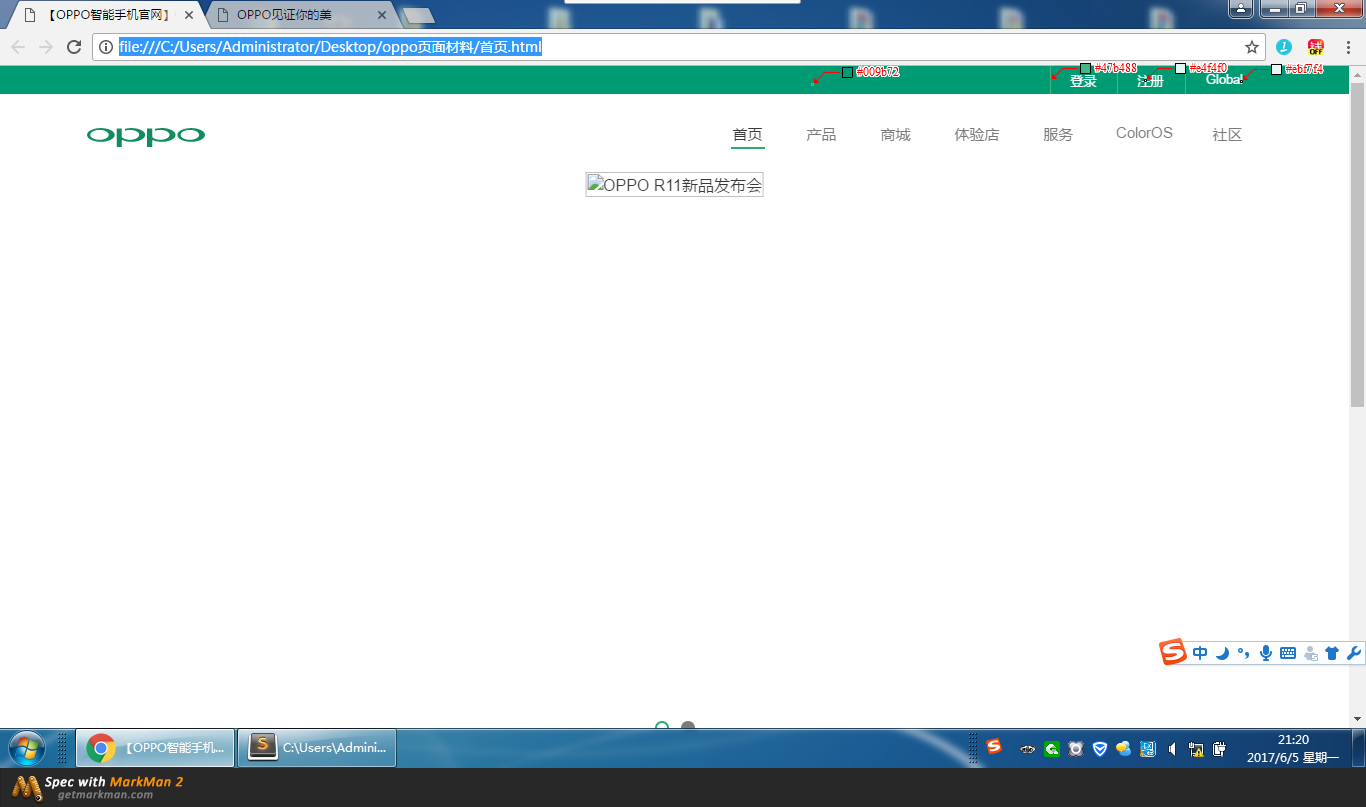 【OPPO智能手机官网】
OPPO见证你的美
file:///C:/Users/Administrator/Desktop/oppo页面材料/首页.html
1
OFF
#009b72
#47b488
#e4f4f0
#ebf7f4
登录
注册
Global
oppo
首页
产品
商城
体验店
服务
ColorOS
社区
OPPO R11新品发布会
S 中
【OPPO智能手机...
C:\Users\Admini...
21:20
2017/6/5 星期一
Spec with MarkMan 2
getmarkman.com